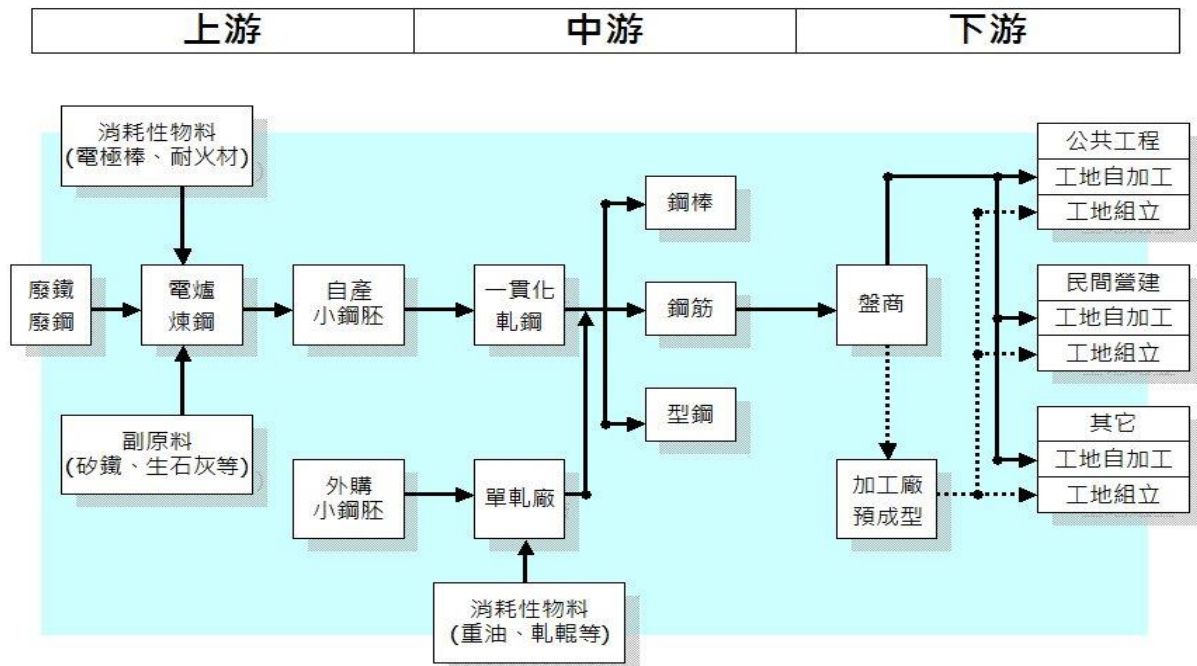 上游
中游
下游
消耗性物料
(電極棒、耐火材)
廢鐵
廢鋼
電爐
煉鋼
副原料
(矽鐵、生石灰等)
自產
小鋼胚
外購
小鋼胚
一貫化
軋鋼
單軋廠
消耗性物料
(重油、軋輥等)
鋼棒
鋼筋
型鋼
盤商
加工廠
預成型
公共工程
工地自加工
工地組立
民間營建
工地自加工
工地組立
其它
工地自加工
工地組立